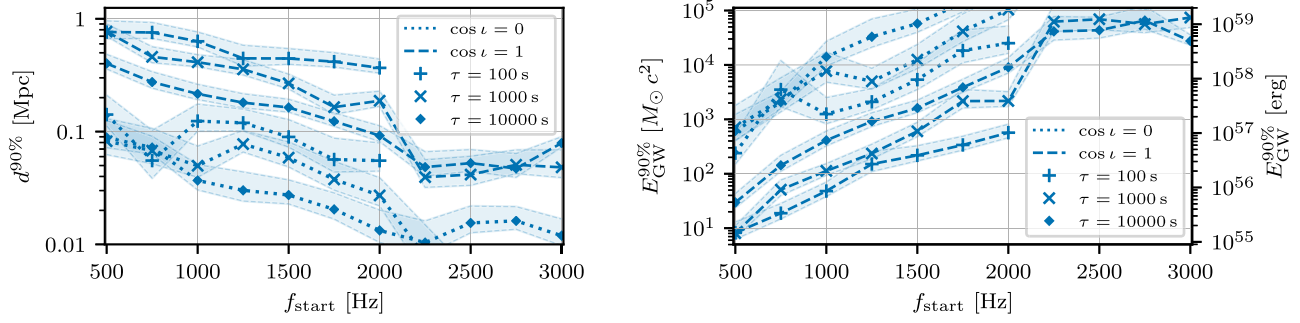 1
0.1
0.01
d^{90%} [Mpc]
500 1000 1500 2000 2500 3000
f_start [Hz]
cos ι = 0
cos ι = 1
τ = 100 s
τ = 1000 s
τ = 10000 s
10^5
10^4
10^3
10^2
10^1
E_GW^{90%} [M_⊙ c^2]
500 1000 1500 2000 2500 3000
f_start [Hz]
cos ι = 0
cos ι = 1
τ = 100 s
τ = 1000 s
τ = 10000 s
10^59
10^58
10^57
10^56
10^55
E_GW^{90%} [erg]